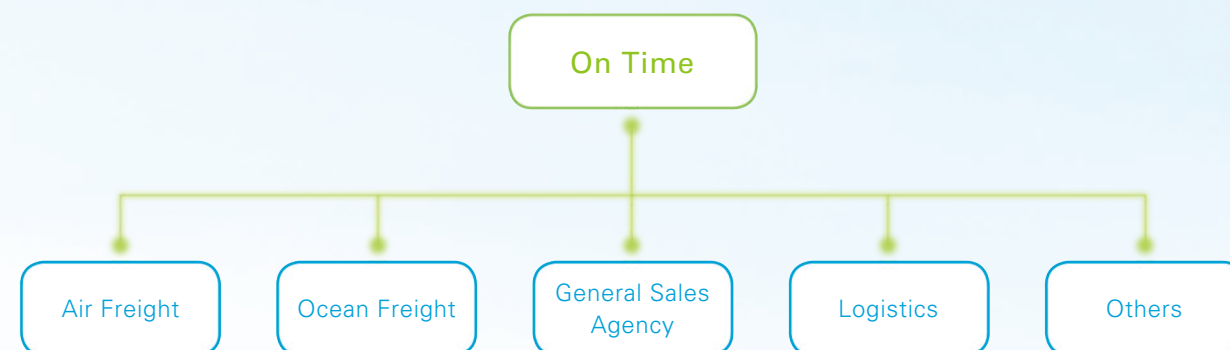 On Time
Air Freight
Ocean Freight
General Sales
Agency
Logistics
Others